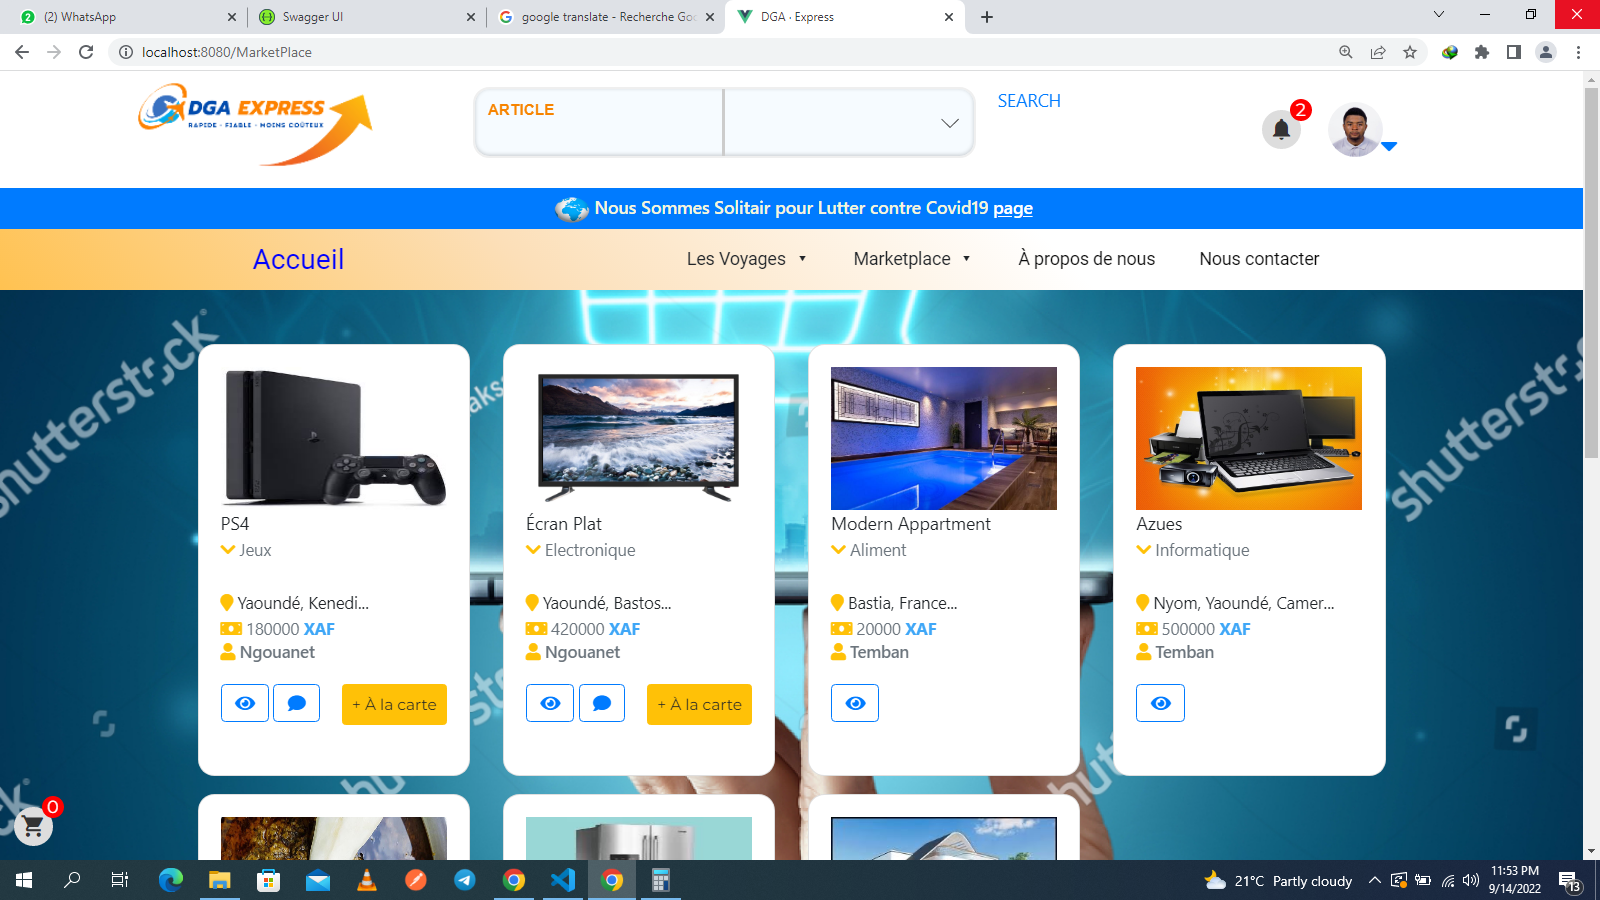 (2) WhatsApp
Swagger UI
google translate - Recherche Goo
DGA · Express
localhost:8080/MarketPlace
DGA EXPRESS
RAPIDE - FIABLE - MOINS COÛTEUX
ARTICLE
SEARCH
2
Nous Sommes Solitair pour Lutter contre Covid19 page
Accueil
Les Voyages
Marketplace
À propos de nous
Nous contacter
shutterstock
shutterstock
shutterstock
PS4
Jeux
Yaoundé, Kenedi...
180000 XAF
Ngouanet
+ À la carte
Écran Plat
Electronique
Yaoundé, Bastos...
420000 XAF
Ngouanet
+ À la carte
Modern Appartment
Aliment
Bastia, France...
20000 XAF
Temban
Azues
Informatique
Nyom, Yaoundé, Camer...
500000 XAF
Temban
0
21°C Partly cloudy
11:53 PM
9/14/2022
13